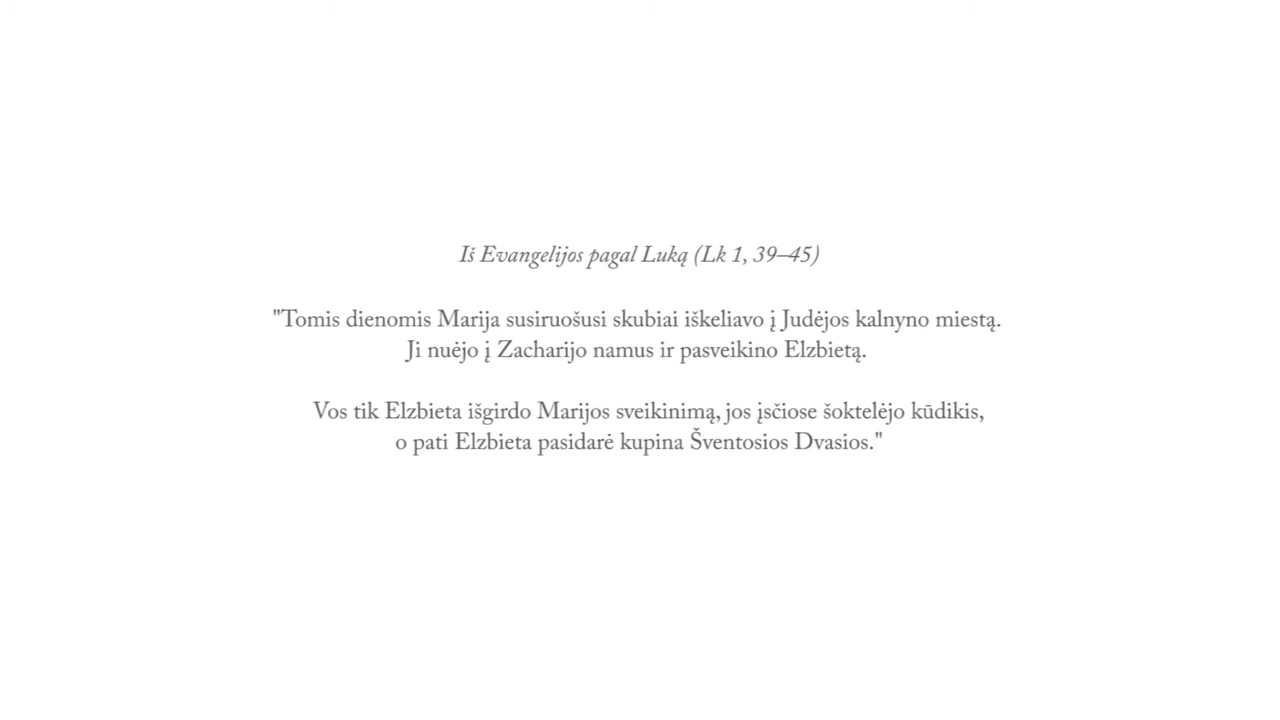 Iš Evangelijos pagal Luką (Lk 1, 39–45)
"Tomis dienomis Marija susiruošusi skubiai iškeliavo į Judėjos kalnyno miestą.
Ji nuėjo į Zacharijo namus ir pasveikino Elzbietą.
Vos tik Elzbieta išgirdo Marijos sveikinimą, jos įsčiose šoktelėjo kūdikis,
o pati Elzbieta pasidarė kupina Šventosios Dvasios."